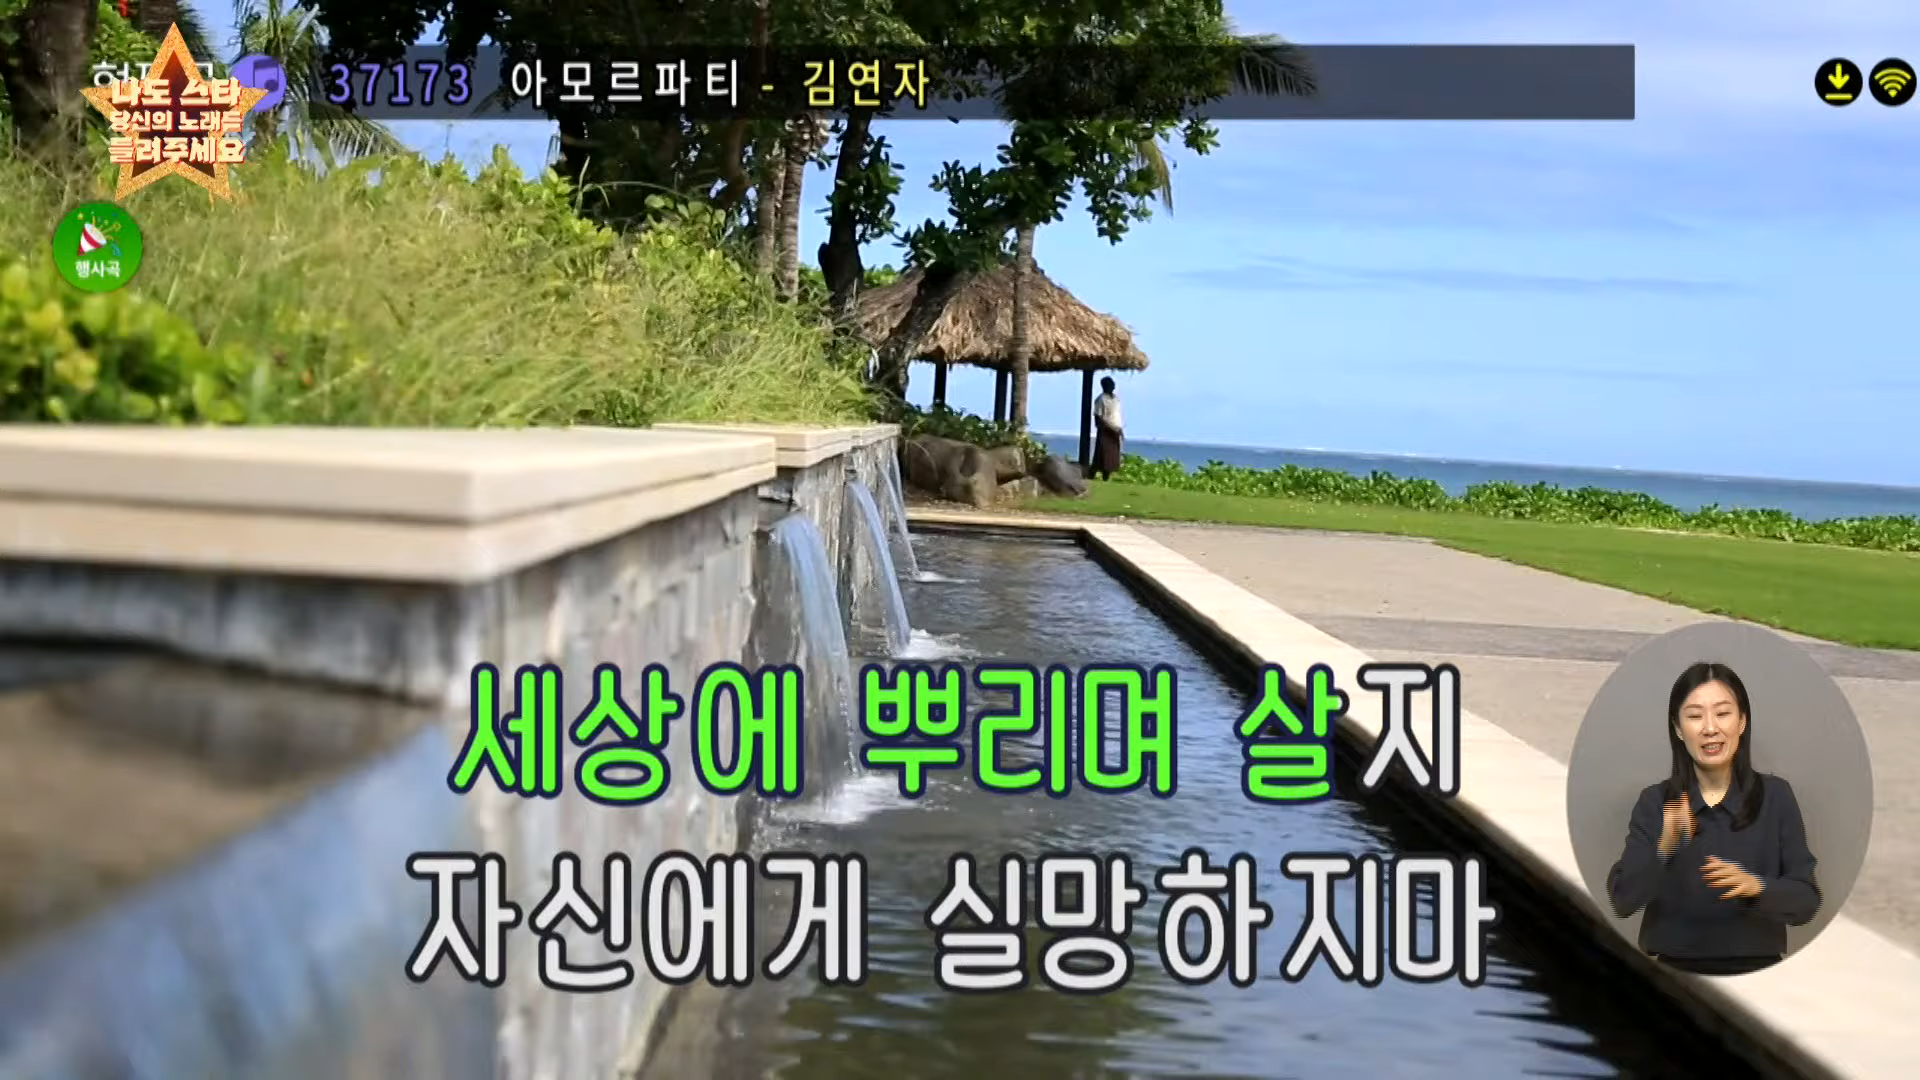 37173 아모르파티 - 김연자
나도 스타
당신의 노래를
들려주세요
행사곡
세상에 뿌리며 살지
자신에게 실망하지마